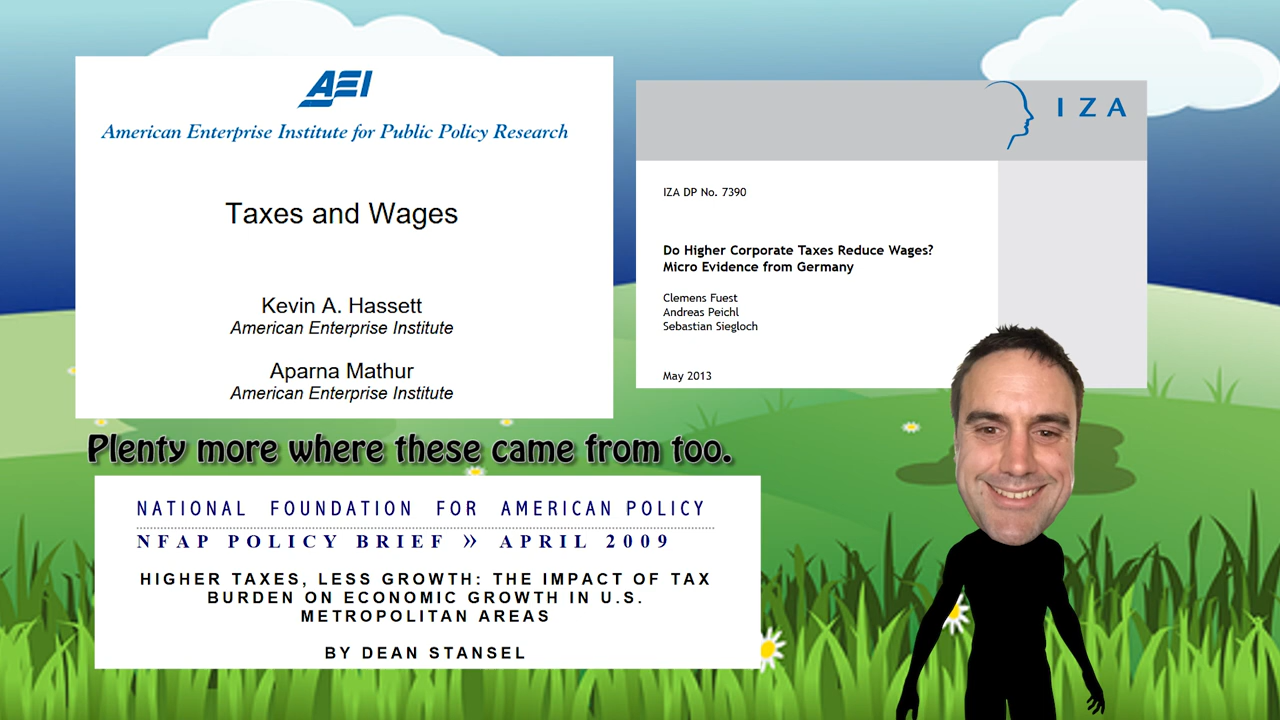 AEI
American Enterprise Institute for Public Policy Research
Taxes and Wages
Kevin A. Hassett
American Enterprise Institute
Aparna Mathur
American Enterprise Institute
IZA
IZA DP No. 7390
Do Higher Corporate Taxes Reduce Wages?
Micro Evidence from Germany
Clemens Fuest
Andreas Peichl
Sebastian Siegloch
May 2013
Plenty more where these came from too.
NATIONAL FOUNDATION FOR AMERICAN POLICY
NFAP POLICY BRIEF » APRIL 2009
HIGHER TAXES, LESS GROWTH: THE IMPACT OF TAX
BURDEN ON ECONOMIC GROWTH IN U.S.
METROPOLITAN AREAS
BY DEAN STANSEL